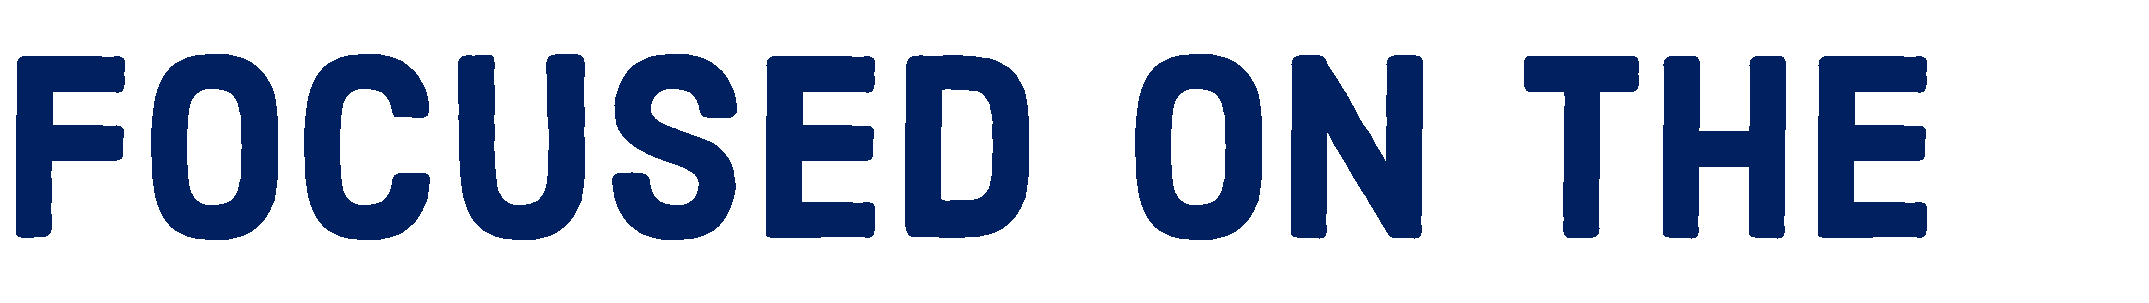 FOCUSED ON THE